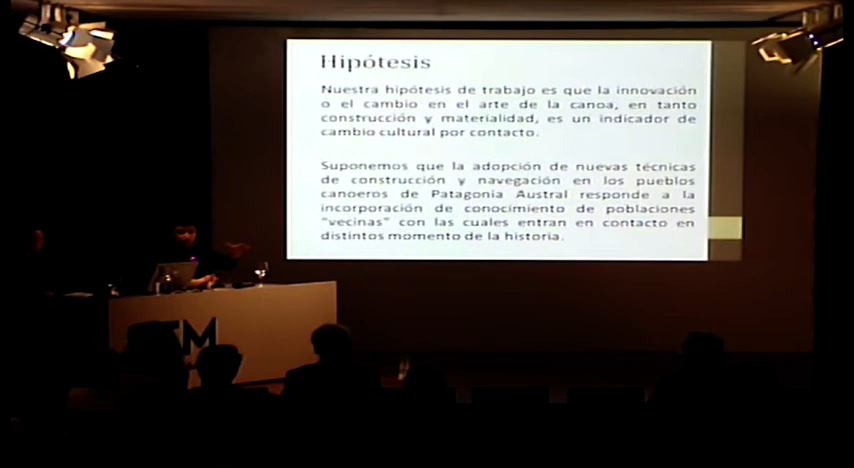 Hipótesis
Nuestra hipótesis de trabajo es que la innovación
o el cambio en el arte de la canoa, en tanto
construcción y materialidad, es un indicador de
cambio cultural por contacto.
Suponemos que la adopción de nuevas técnicas
de construcción y navegación en los pueblos
canoeros de Patagonia Austral responde a la
incorporación de conocimiento de poblaciones
"vecinas" con las cuales entran en contacto en
distintos momento de la historia.